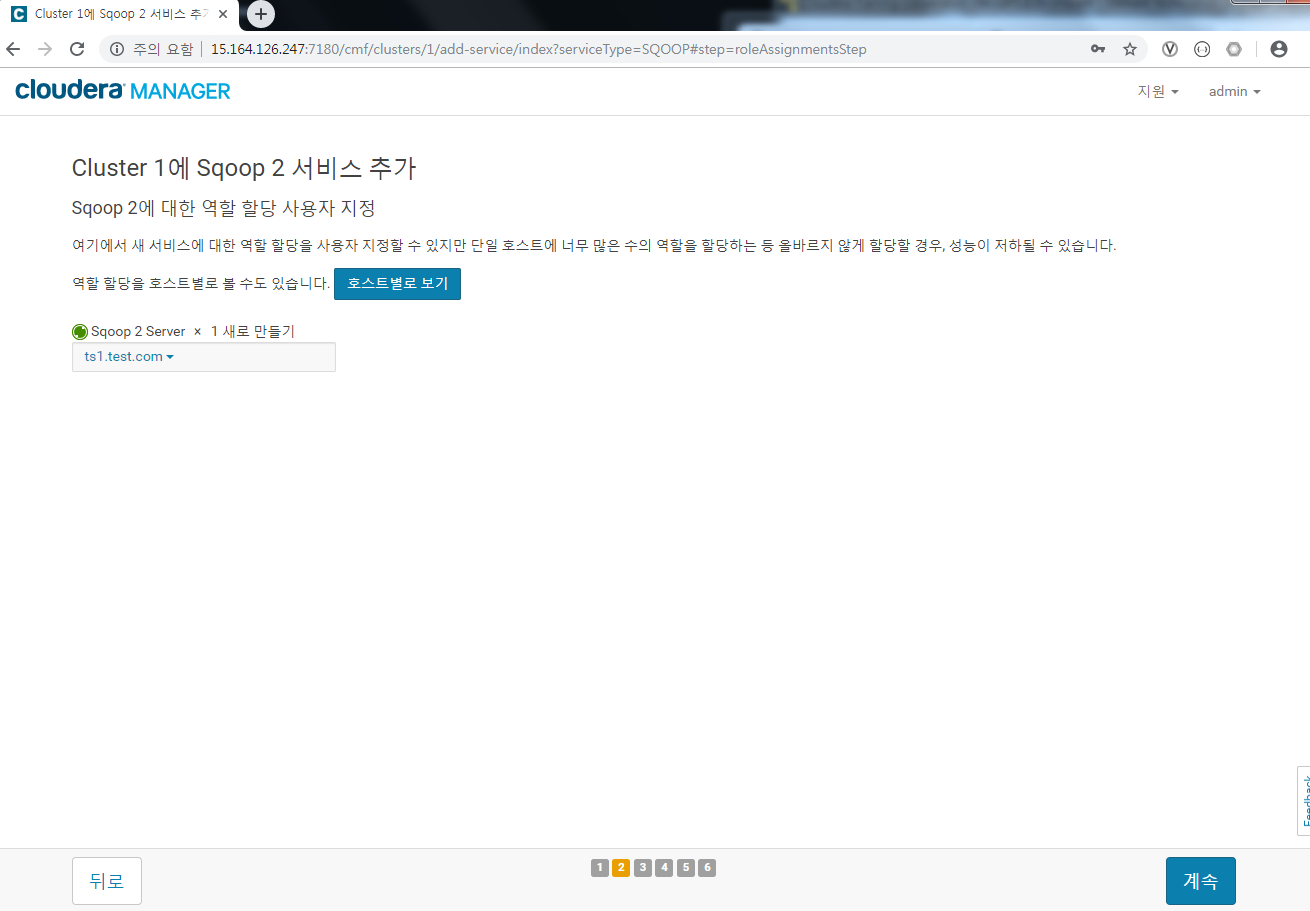 Cluster 1에 Sqoop 2 서비스 추
주의 요함 15.164.126.247:7180/cmf/clusters/1/add-service/index?serviceType=SQOOP#step=roleAssignmentsStep
cloudera MANAGER 지원 admin
Cluster 1에 Sqoop 2 서비스 추가
Sqoop 2에 대한 역할 할당 사용자 지정
여기에서 새 서비스에 대한 역할 할당을 사용자 지정할 수 있지만 단일 호스트에 너무 많은 수의 역할을 할당하는 등 올바르지 않게 할당할 경우, 성능이 저하될 수 있습니다.
역할 할당을 호스트별로 볼 수도 있습니다. 호스트별로 보기
Sqoop 2 Server × 1 새로 만들기
ts1.test.com
Feedback
뒤로 1 2 3 4 5 6 계속